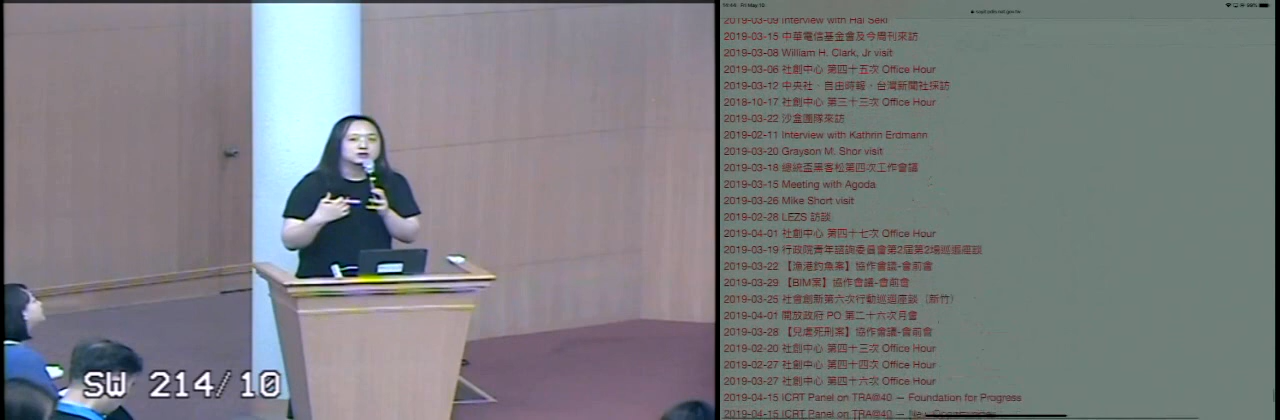 SW 214/10
2019-03-09 Interview with Hal Seki
2019-03-15 中華電信基金會及今周刊來訪
2019-03-08 William H. Clark, Jr visit
2019-03-06 社創中心 第四十五次 Office Hour
2019-03-12 中央社、自由時報、台灣新聞社採訪
2018-10-17 社創中心 第三十三次 Office Hour
2019-03-22 沙盒團隊來訪
2019-02-11 Interview with Kathrin Erdmann
2019-03-20 Grayson M. Shor visit
2019-03-18 總統盃黑客松第四次工作會議
2019-03-15 Meeting with Agoda
2019-03-26 Mike Short visit
2019-02-28 LEZS 訪談
2019-04-01 社創中心 第四十七次 Office Hour
2019-03-19 行政院青年諮詢委員會第2屆第2場巡迴座談
2019-03-22 【漁港釣魚案】協作會議-會前會
2019-03-29 【BIM案】協作會議-會前會
2019-03-25 社會創新第六次行動巡迴座談（新竹）
2019-04-01 開放政府 PO 第二十六次月會
2019-03-28 【兒虐死刑案】協作會議-會前會
2019-02-20 社創中心 第四十三次 Office Hour
2019-02-27 社創中心 第四十四次 Office Hour
2019-03-27 社創中心 第四十六次 Office Hour
2019-04-15 ICRT Panel on TRA@40 — Foundation for Progress
2019-04-15 ICRT Panel on TRA@40 — New